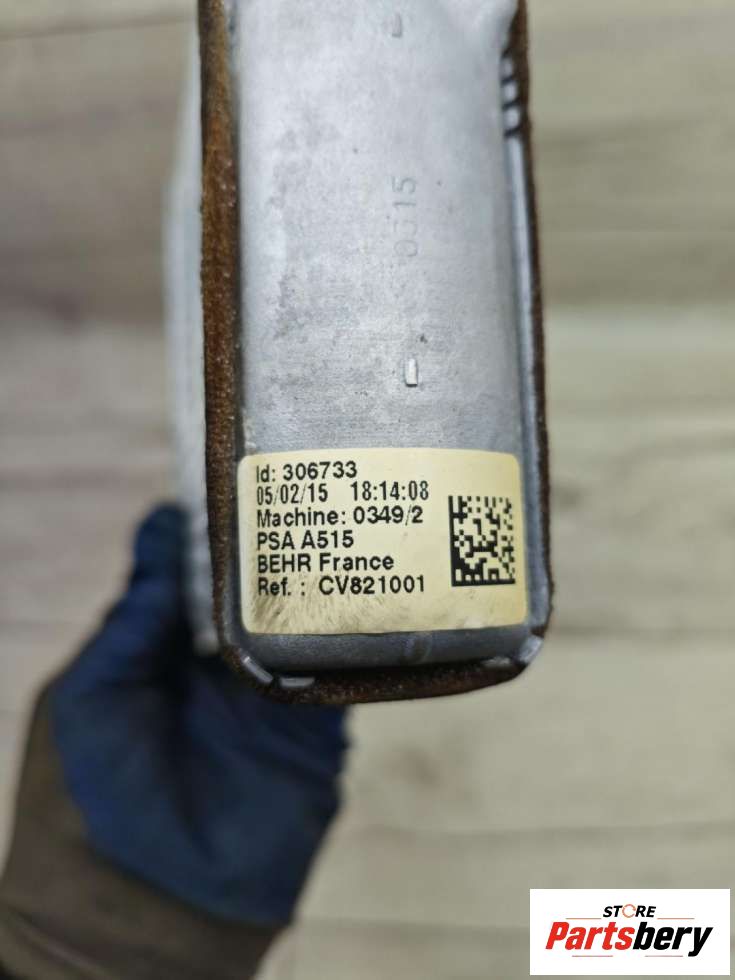 0315
Id: 306733
05/02/15 18:14:08
Machine: 0349/2
PSA A515
BEHR France
Ref. : CV821001
STORE
Partsbery